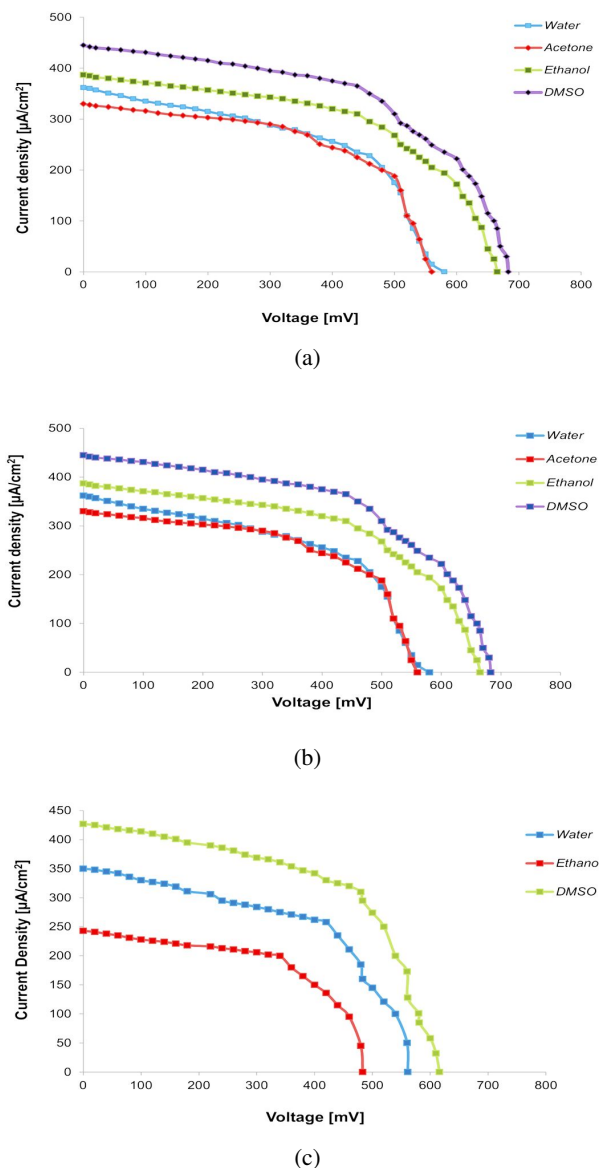 500
400
300
200
100
0
0 100 200 300 400 500 600 700 800
Current density [µA/cm²]
Voltage [mV]
Water
Acetone
Ethanol
DMSO
(a)
500
400
300
200
100
0
0 100 200 300 400 500 600 700 800
Current density [µA/cm²]
Voltage [mV]
Water
Acetone
Ethanol
DMSO
(b)
450
400
350
300
250
200
150
100
50
0
0 100 200 300 400 500 600 700 800
Current Density [µA/cm²]
Voltage [mV]
Water
Ethano
DMSO
(c)